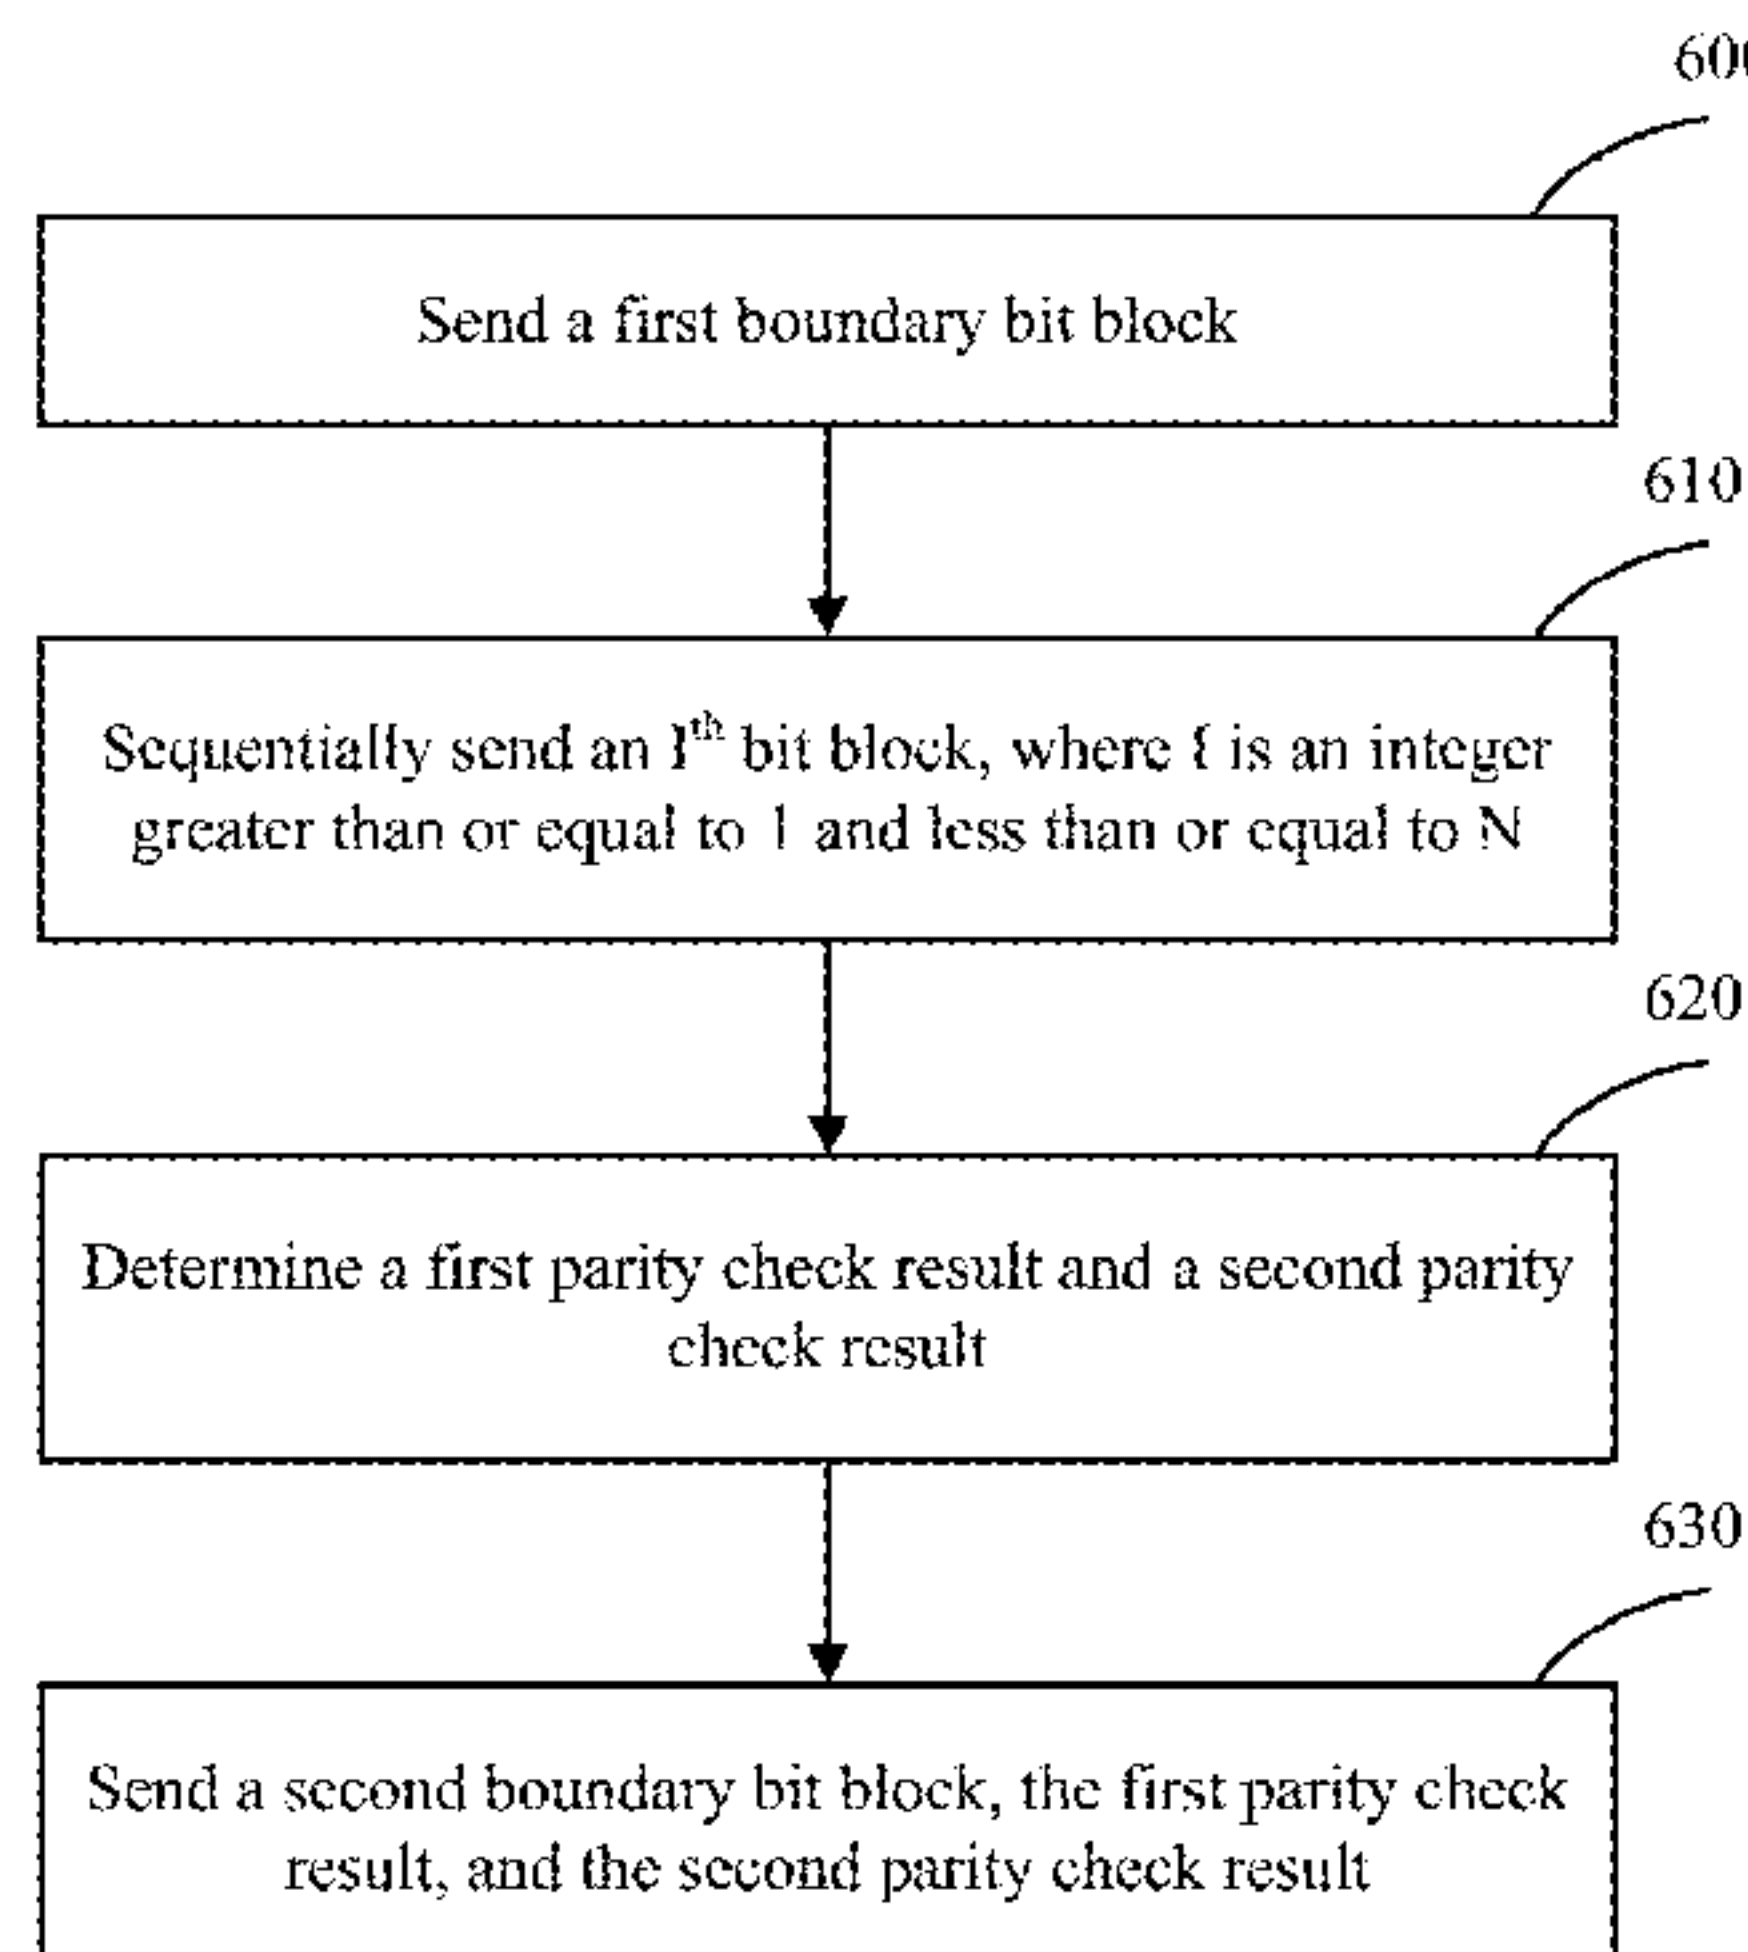 600
Send a first boundary bit block
610
Sequentially send an Ith bit block, where I is an integer
greater than or equal to 1 and less than or equal to N
620
Determine a first parity check result and a second parity
check result
630
Send a second boundary bit block, the first parity check
result, and the second parity check result